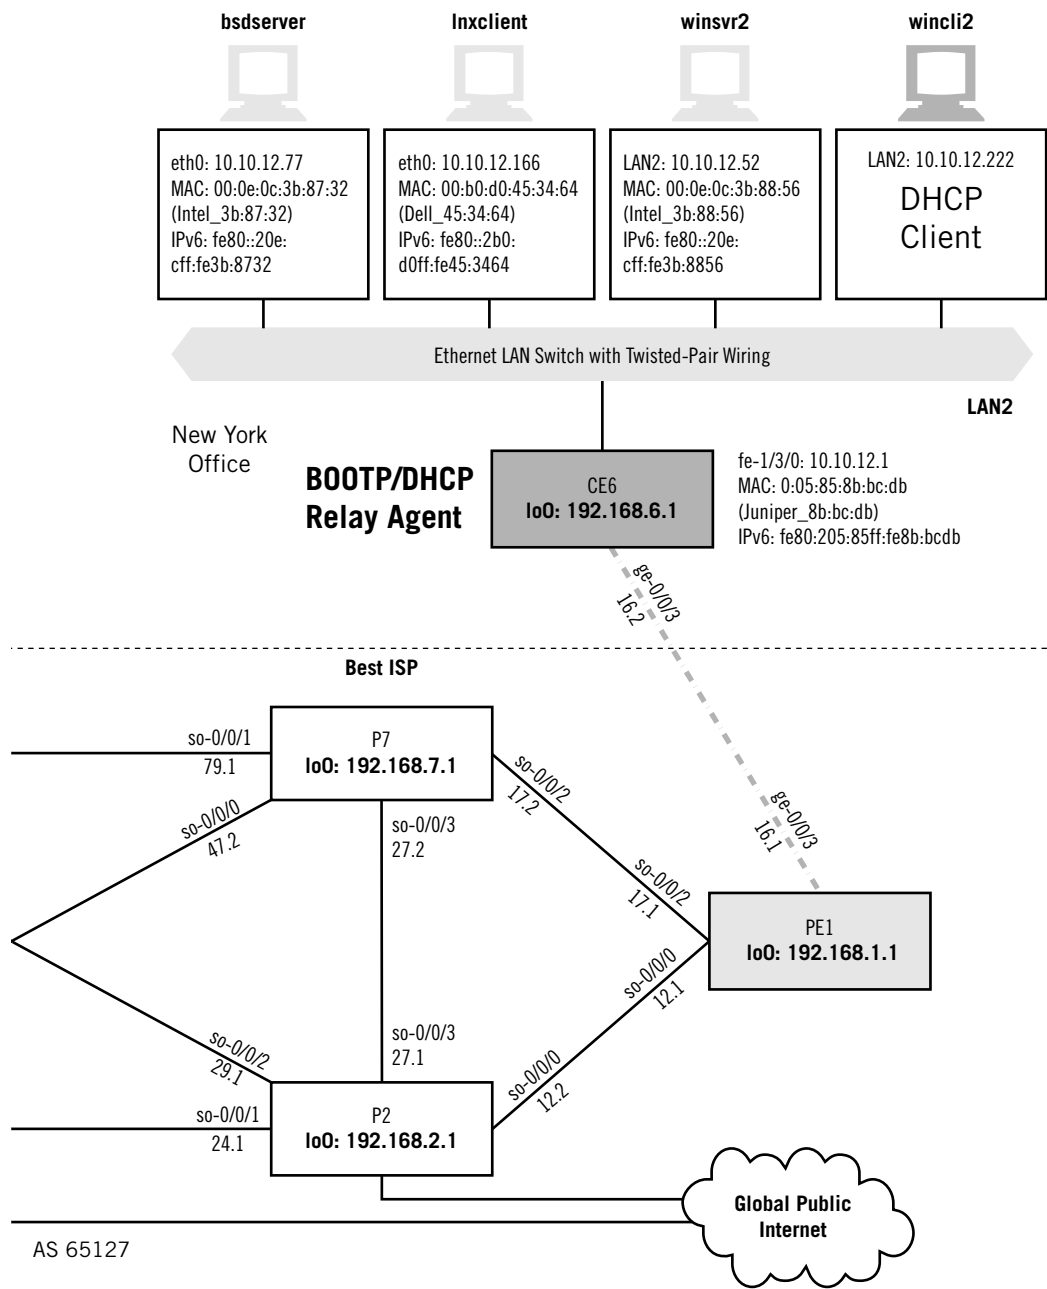 bsdserver
lnxclient
winsvr2
wincli2
eth0: 10.10.12.77
MAC: 00:0e:0c:3b:87:32
(Intel_3b:87:32)
IPv6: fe80::20e:
cff:fe3b:8732
eth0: 10.10.12.166
MAC: 00:b0:d0:45:34:64
(Dell_45:34:64)
IPv6: fe80::2b0:
d0ff:fe45:3464
LAN2: 10.10.12.52
MAC: 00:0e:0c:3b:88:56
(Intel_3b:88:56)
IPv6: fe80::20e:
cff:fe3b:8856
LAN2: 10.10.12.222
DHCP
Client
Ethernet LAN Switch with Twisted-Pair Wiring
LAN2
New York
Office
BOOTP/DHCP
Relay Agent
CE6
lo0: 192.168.6.1
fe-1/3/0: 10.10.12.1
MAC: 0:05:85:8b:bc:db
(Juniper_8b:bc:db)
IPv6: fe80:205:85ff:fe8b:bcdb
ge-0/0/3
16.2
Best ISP
so-0/0/1
79.1
P7
lo0: 192.168.7.1
so-0/0/2
17.2
so-0/0/0
47.2
so-0/0/3
27.2
ge-0/0/3
16.1
so-0/0/2
17.1
PE1
lo0: 192.168.1.1
so-0/0/0
12.1
so-0/0/3
27.1
so-0/0/2
29.1
so-0/0/0
12.2
so-0/0/1
24.1
P2
lo0: 192.168.2.1
Global Public
Internet
AS 65127